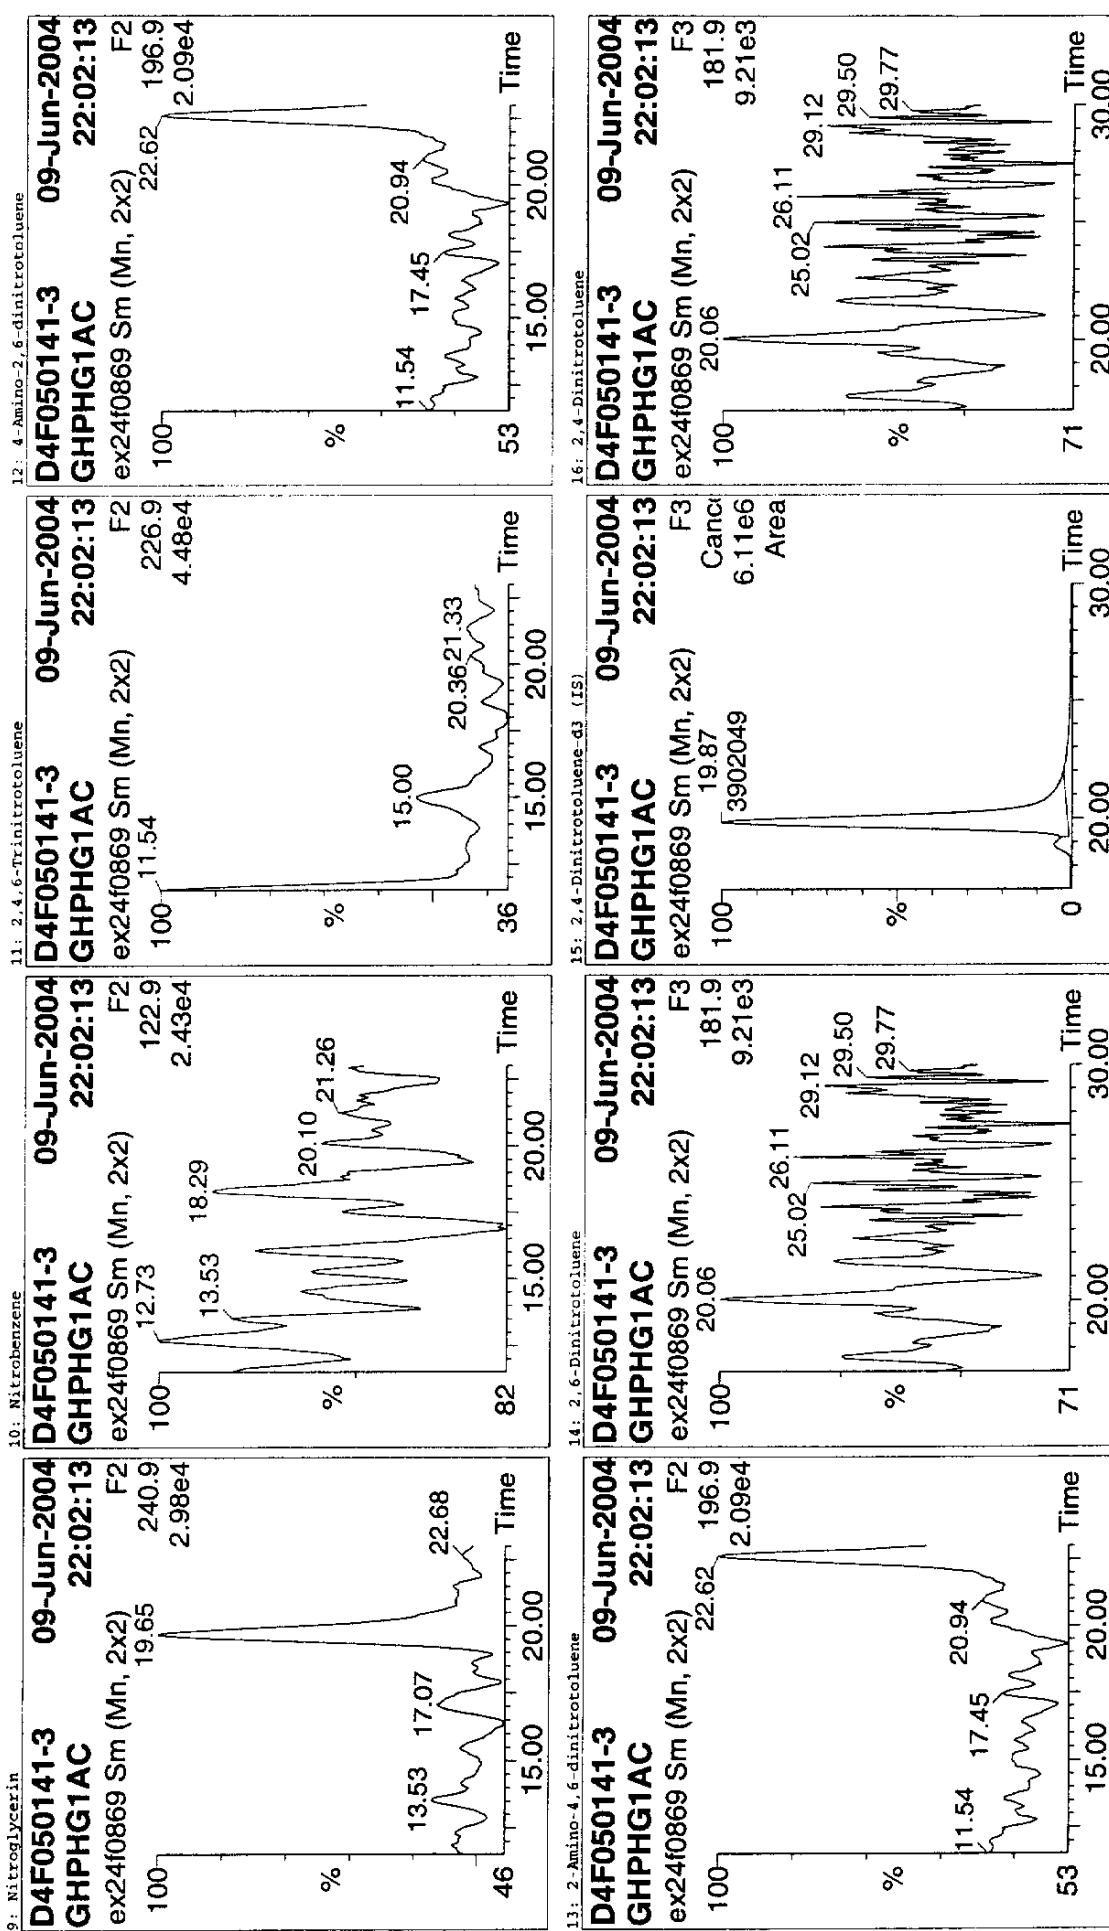 9: Nitroglycerin
D4F050141-3 09-Jun-2004
GHPHG1AC 22:02:13
ex24f0869 Sm (Mn, 2x2) F2
19.65 240.9
2.98e4
100
%
13.53
17.07
22.68
46
15.00 20.00 Time
10: Nitrobenzene
D4F050141-3 09-Jun-2004
GHPHG1AC 22:02:13
ex24f0869 Sm (Mn, 2x2) F2
12.73 122.9
2.43e4
100
13.53
18.29
%
20.10
21.26
82
15.00 20.00 Time
11: 2,4,6-Trinitrotoluene
D4F050141-3 09-Jun-2004
GHPHG1AC 22:02:13
ex24f0869 Sm (Mn, 2x2) F2
11.54 226.9
4.48e4
100
%
15.00
20.36 21.33
36
15.00 20.00 Time
12: 4-Amino-2,6-dinitrotoluene
D4F050141-3 09-Jun-2004
GHPHG1AC 22:02:13
ex24f0869 Sm (Mn, 2x2) F2
22.62 196.9
2.09e4
100
%
11.54
17.45
20.94
53
15.00 20.00 Time
13: 2-Amino-4,6-dinitrotoluene
D4F050141-3 09-Jun-2004
GHPHG1AC 22:02:13
ex24f0869 Sm (Mn, 2x2) F2
22.62 196.9
2.09e4
100
%
11.54
17.45
20.94
53
15.00 20.00 Time
14: 2,6-Dinitrotoluene
D4F050141-3 09-Jun-2004
GHPHG1AC 22:02:13
ex24f0869 Sm (Mn, 2x2) F3
20.06 181.9
9.21e3
100
25.02
26.11
29.12
29.50
29.77
%
71
20.00 30.00 Time
15: 2,4-Dinitrotoluene-d3 (IS)
D4F050141-3 09-Jun-2004
GHPHG1AC 22:02:13
ex24f0869 Sm (Mn, 2x2) F3
19.87
3902049
6.11e6
Area
100
%
0
20.00 30.00 Time
16: 2,4-Dinitrotoluene
D4F050141-3 09-Jun-2004
GHPHG1AC 22:02:13
ex24f0869 Sm (Mn, 2x2) F3
20.06 181.9
9.21e3
100
25.02
26.11
29.12
29.50
29.77
%
71
20.00 30.00 Time